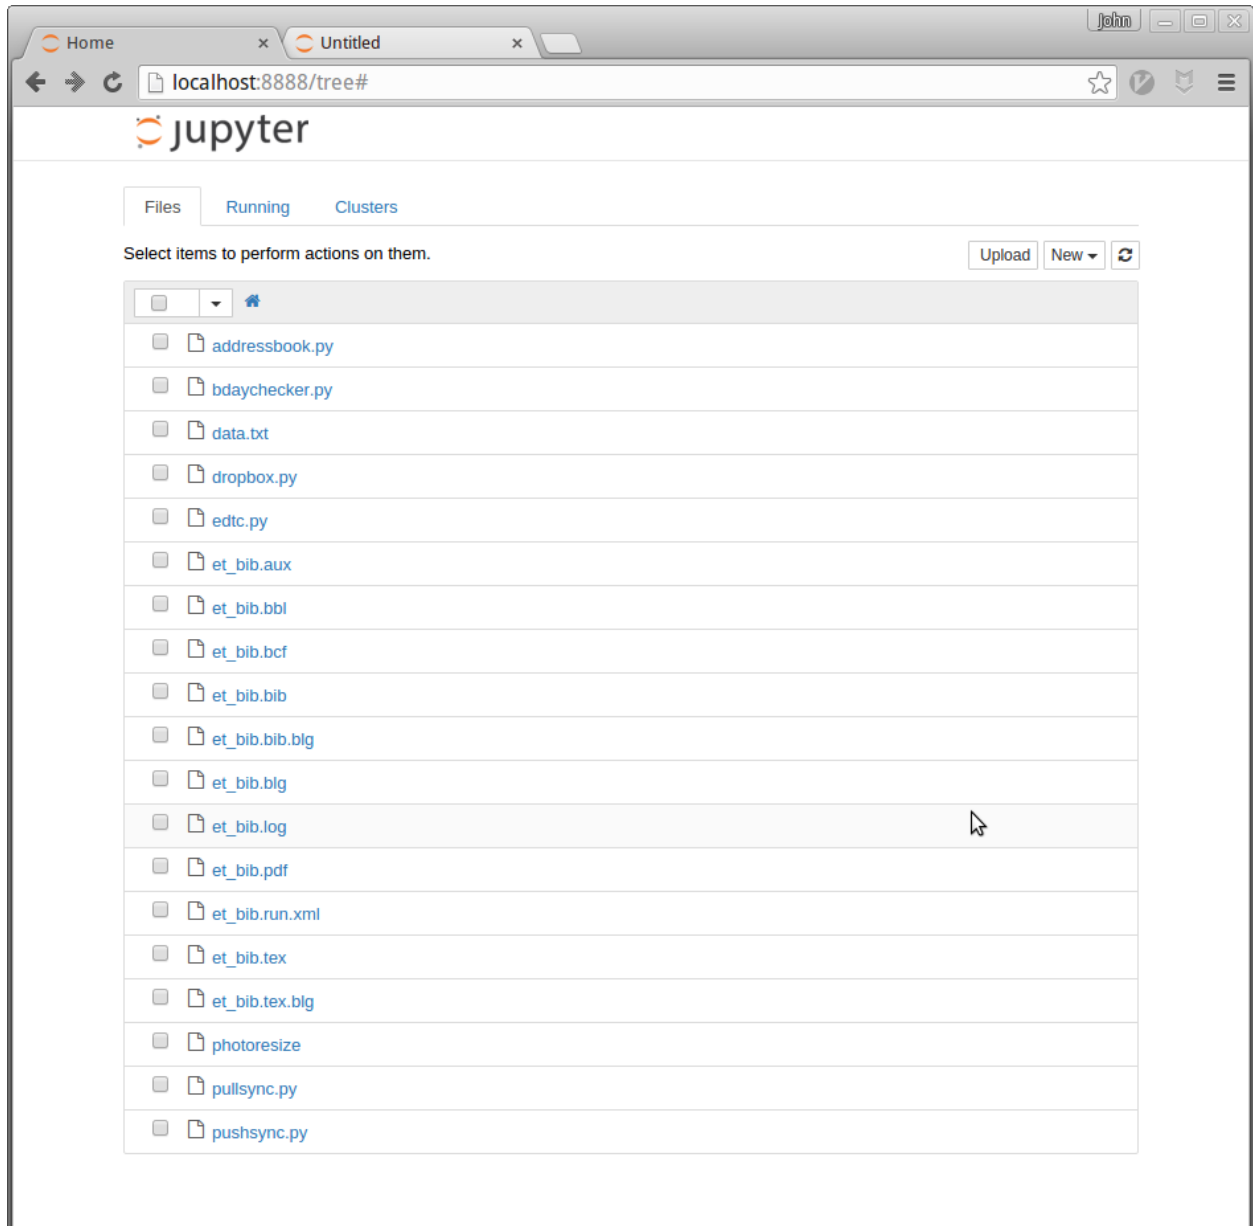 John
Home Untitled
localhost:8888/tree#
jupyter
Files Running Clusters
Select items to perform actions on them. Upload New
addressbook.py
bdaychecker.py
data.txt
dropbox.py
edtc.py
et_bib.aux
et_bib.bbl
et_bib.bcf
et_bib.bib
et_bib.bib.blg
et_bib.blg
et_bib.log
et_bib.pdf
et_bib.run.xml
et_bib.tex
et_bib.tex.blg
photoresize
pullsync.py
pushsync.py